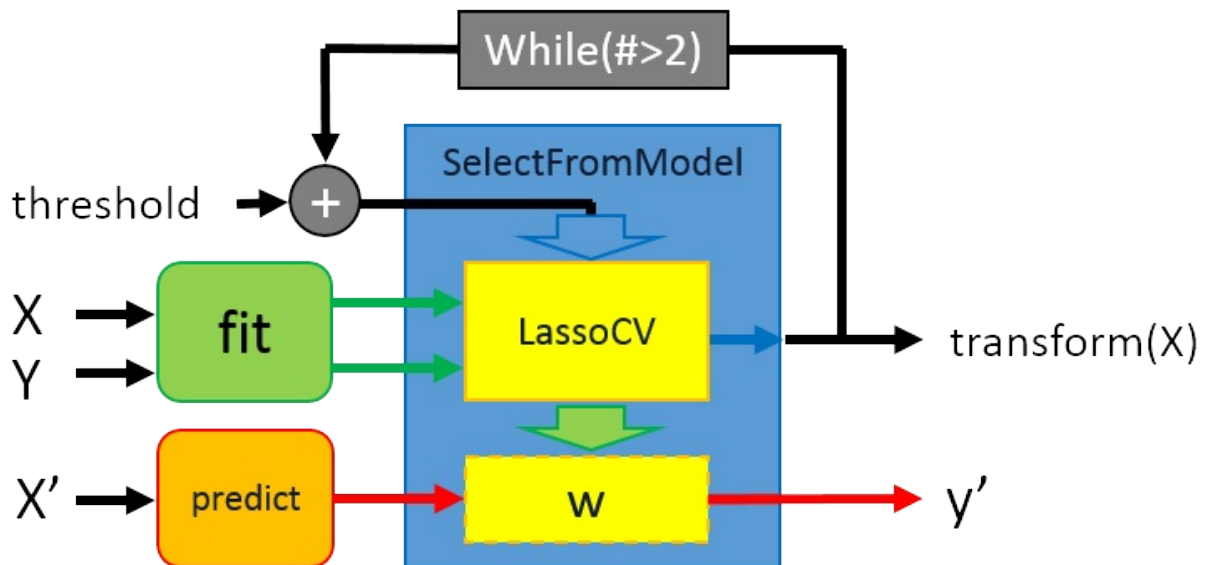 While(#>2)
SelectFromModel
threshold
+
X
fit
LassoCV
transform(X)
Y
X’
predict
w
y’